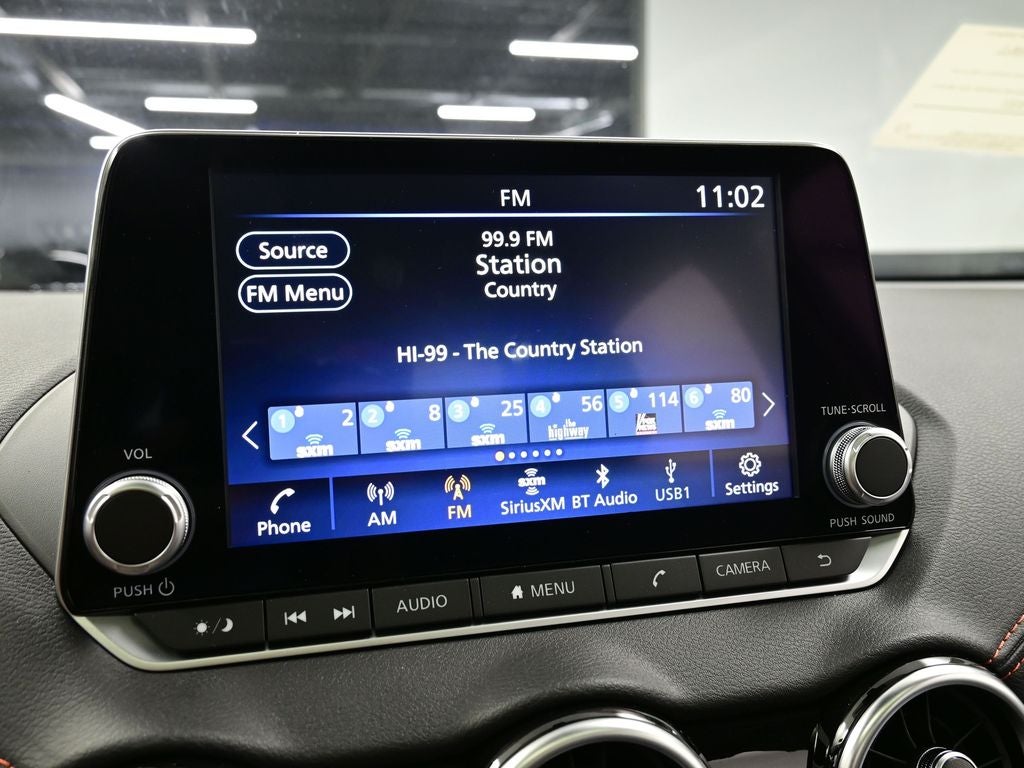 FM 11:02
Source
99.9 FM
Station
FM Menu
Country
HI-99 - The Country Station
1 2 2 8 3 25 4 56 5 114 6 80
sxm sxm sxm the highway FOX NEWS sxm
TUNE·SCROLL
VOL
Phone AM FM sxm SiriusXM BT Audio USB1 Settings
PUSH SOUND
PUSH
AUDIO MENU CAMERA